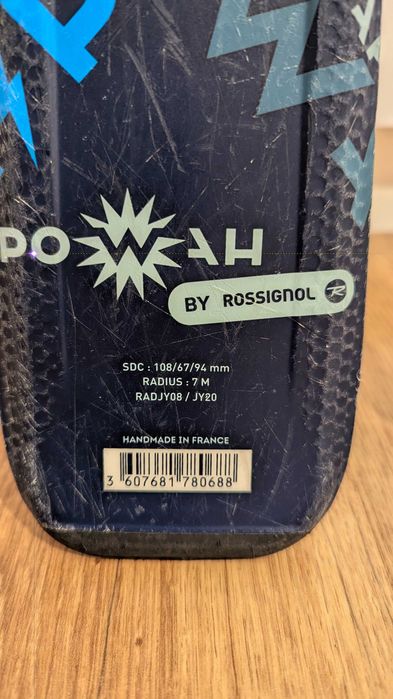 POWAH
BY ROSSIGNOL R
SDC : 108/67/94 mm
RADIUS : 7 M
RADJY08 / JY20
HANDMADE IN FRANCE
3 607681 780688